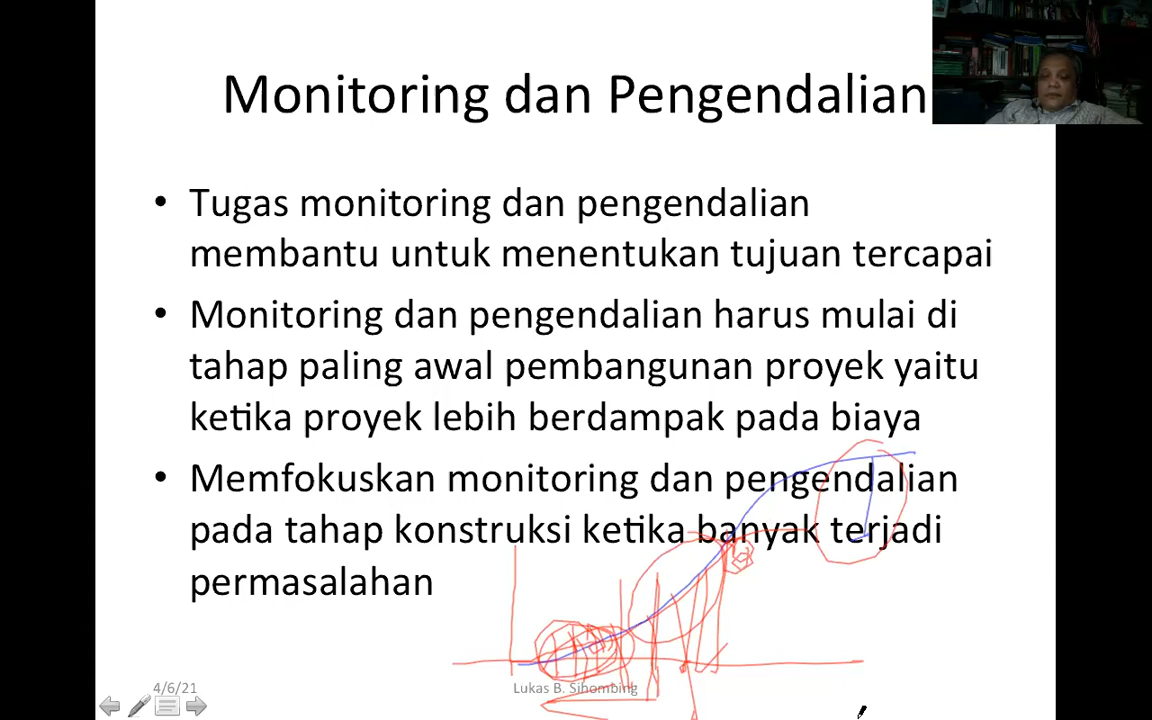 Monitoring dan Pengendalian
• Tugas monitoring dan pengendalian
membantu untuk menentukan tujuan tercapai
• Monitoring dan pengendalian harus mulai di
tahap paling awal pembangunan proyek yaitu
ketika proyek lebih berdampak pada biaya
• Memfokuskan monitoring dan pengendalian
pada tahap konstruksi ketika banyak terjadi
permasalahan
4/6/21
Lukas B. Sihombing